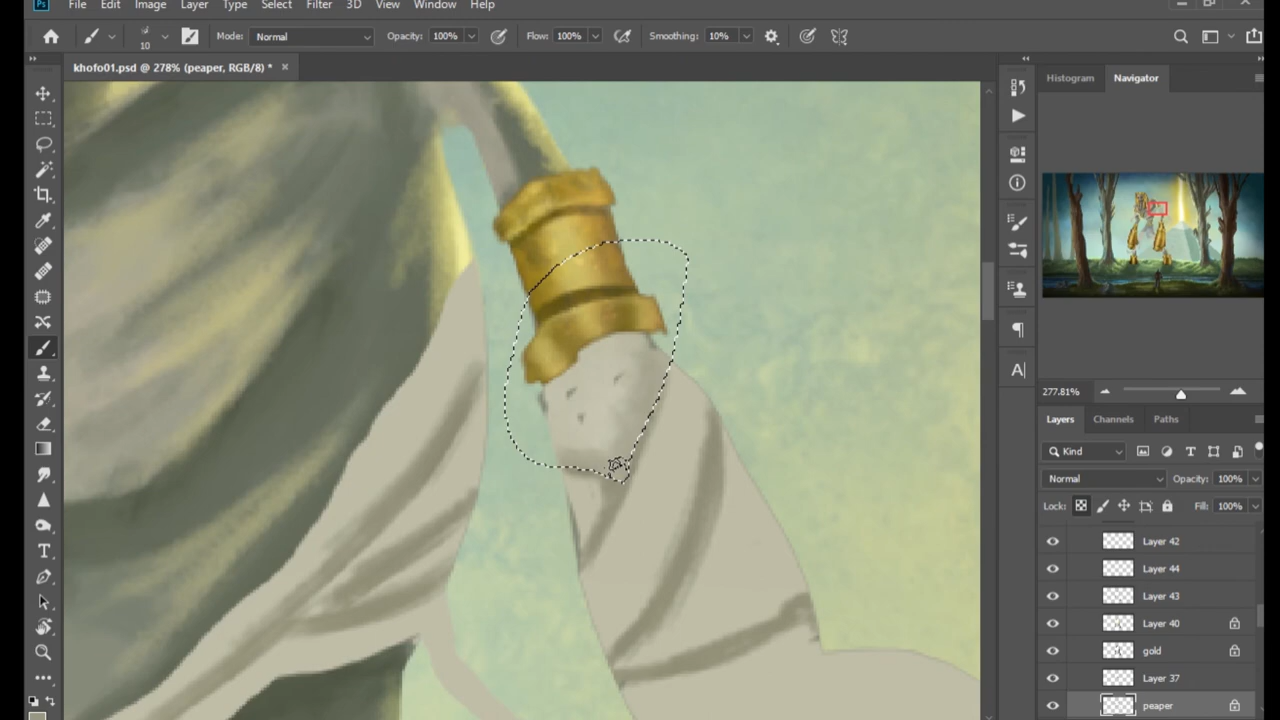 Ps File Edit Image Layer Type Select Filter 3D View Window Help
10 Mode: Normal Opacity: 100% Flow: 100% Smoothing: 10%
khofo01.psd @ 278% (peaper, RGB/8) * ×
Histogram Navigator
277.81%
Layers Channels Paths
Kind
Normal Opacity: 100%
Lock: Fill: 100%
Layer 42
Layer 44
Layer 43
Layer 40
gold
Layer 37
peaper